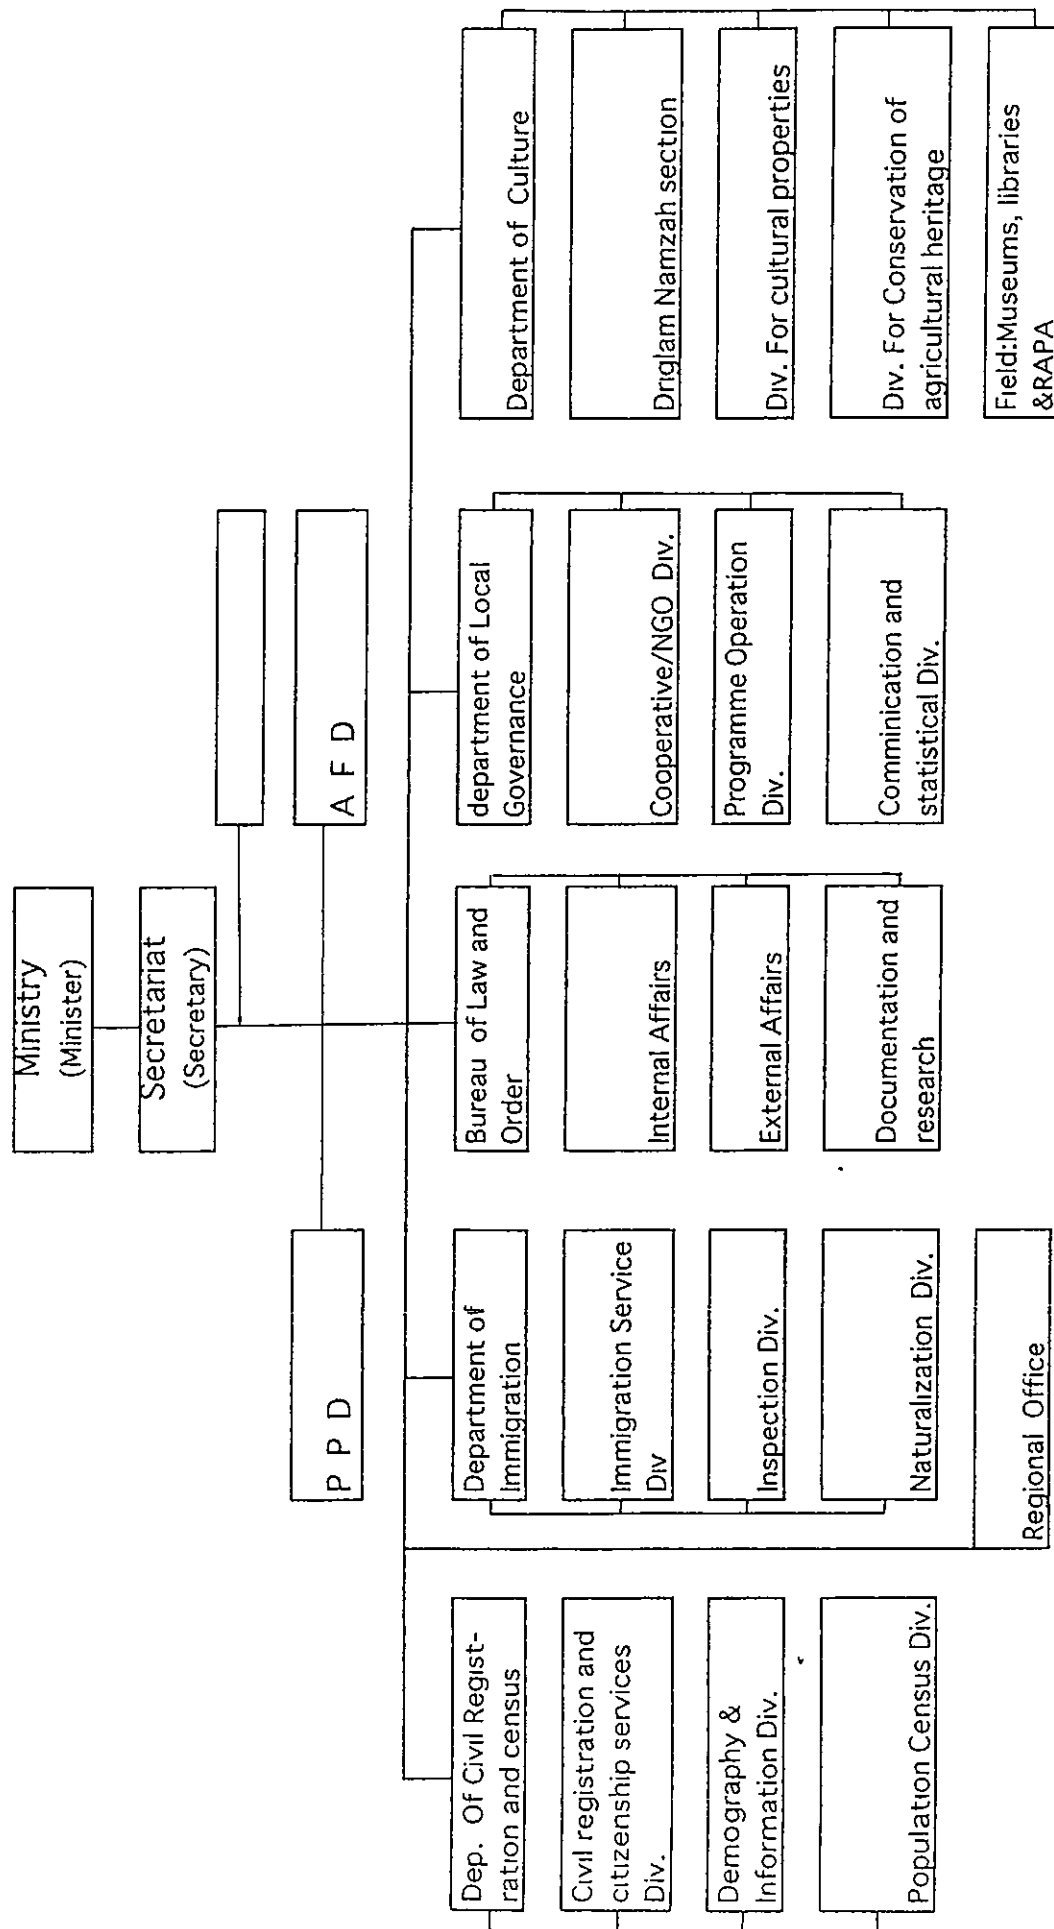 Ministry
(Minister)
Secretariat
(Secretary)
P P D
A F D
Dep. Of Civil Regist-
ration and census
Civil registration and
citizenship services
Div.
Demography &
Information Div.
Population Census Div.
Department of
Immigration
Immigration Service
Div
Inspection Div.
Naturalization Div.
Regional Office
Bureau of Law and
Order
Internal Affairs
External Affairs
Documentation and
research
department of Local
Governance
Cooperative/NGO Div.
Programme Operation
Div.
Comminication and
statistical Div.
Department of Culture
Driglam Namzah section
Div. For cultural properties
Div. For Conservation of
agricultural heritage
Field:Museums, libraries
&RAPA